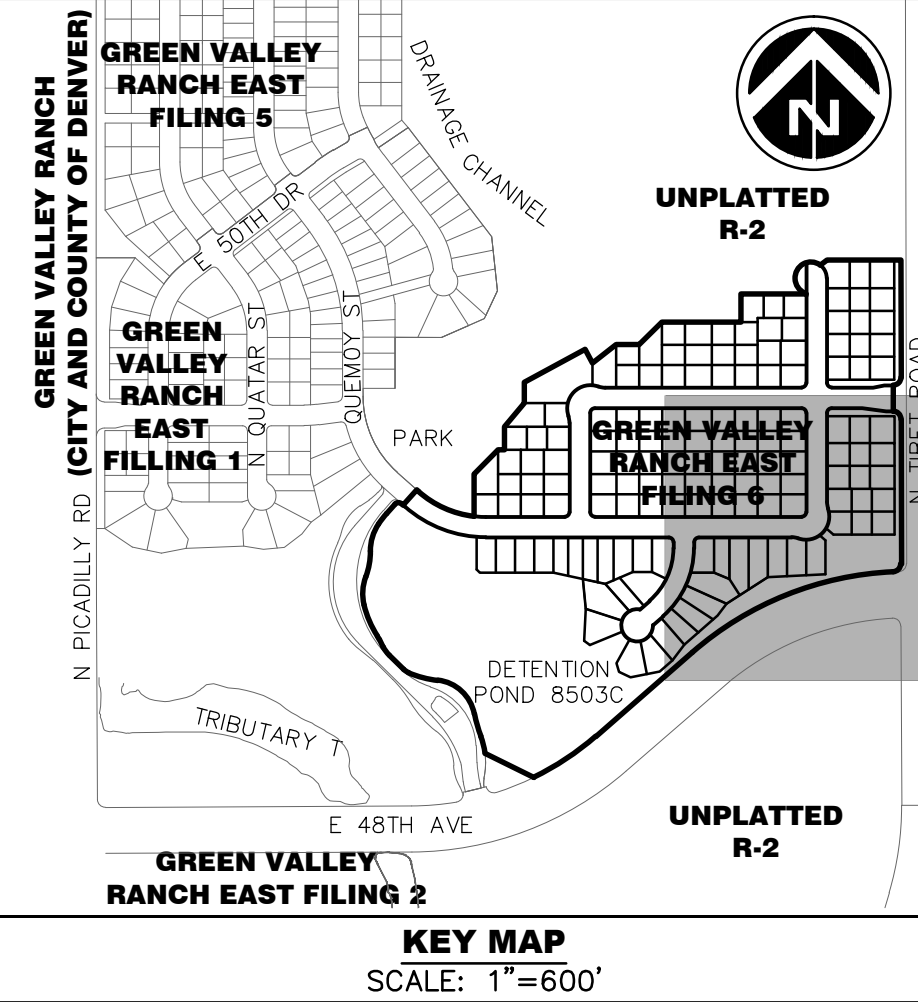 GREEN VALLEY
RANCH EAST
FILING 5
GREEN VALLEY RANCH
(CITY AND COUNTY OF DENVER)
DRAINAGE CHANNEL
N
UNPLATTED
R-2
E 50TH DR
GREEN
VALLEY
RANCH
EAST
FILLING 1
N QUATAR ST
QUEMOY ST
PARK
GREEN VALLEY
RANCH EAST
FILING 6
N TIBET ROAD
N PICADILLY RD
DETENTION
POND 8503C
TRIBUTARY T
E 48TH AVE
UNPLATTED
R-2
GREEN VALLEY
RANCH EAST FILING 2
KEY MAP
SCALE: 1"=600'